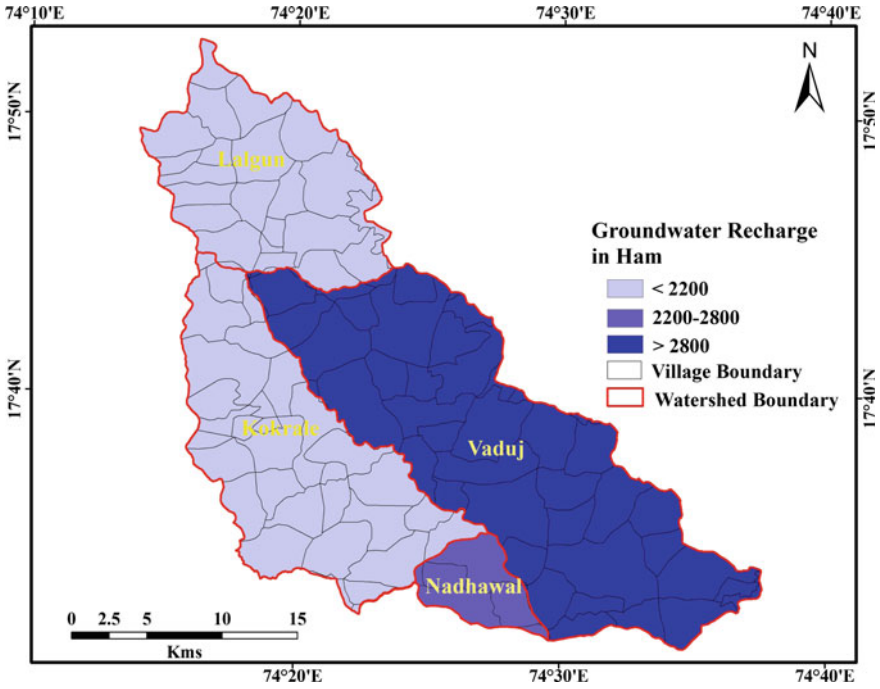 74°10'E 74°20'E 74°30'E 74°40'E
N
17°50'N 17°50'N
Lalgun
Groundwater Recharge
in Ham
< 2200
2200-2800
> 2800
Village Boundary
Watershed Boundary
17°40'N 17°40'N
Kokrale
Vaduj
Nadhawal
0 2.5 5 10 15
Kms
74°20'E 74°30'E 74°40'E